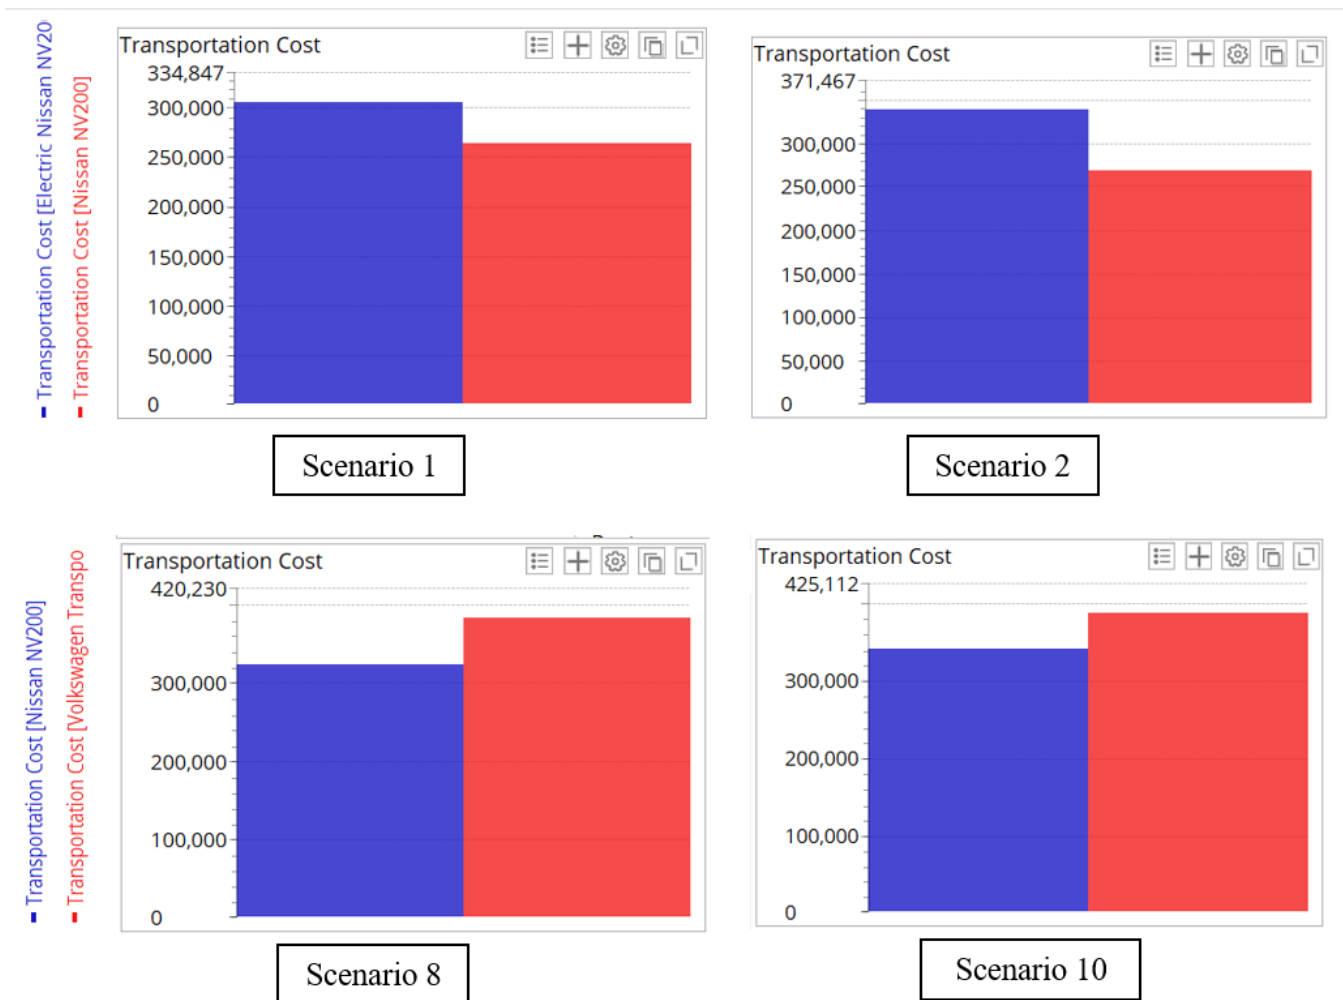 Transportation Cost [Electric Nissan NV20
Transportation Cost [Nissan NV200]
Transportation Cost
334,847
300,000
250,000
200,000
150,000
100,000
50,000
0
Scenario 1
Transportation Cost
371,467
300,000
250,000
200,000
150,000
100,000
50,000
0
Scenario 2
Transportation Cost [Nissan NV200]
Transportation Cost [Volkswagen Transpo
Transportation Cost
420,230
300,000
200,000
100,000
0
Scenario 8
Transportation Cost
425,112
300,000
200,000
100,000
0
Scenario 10